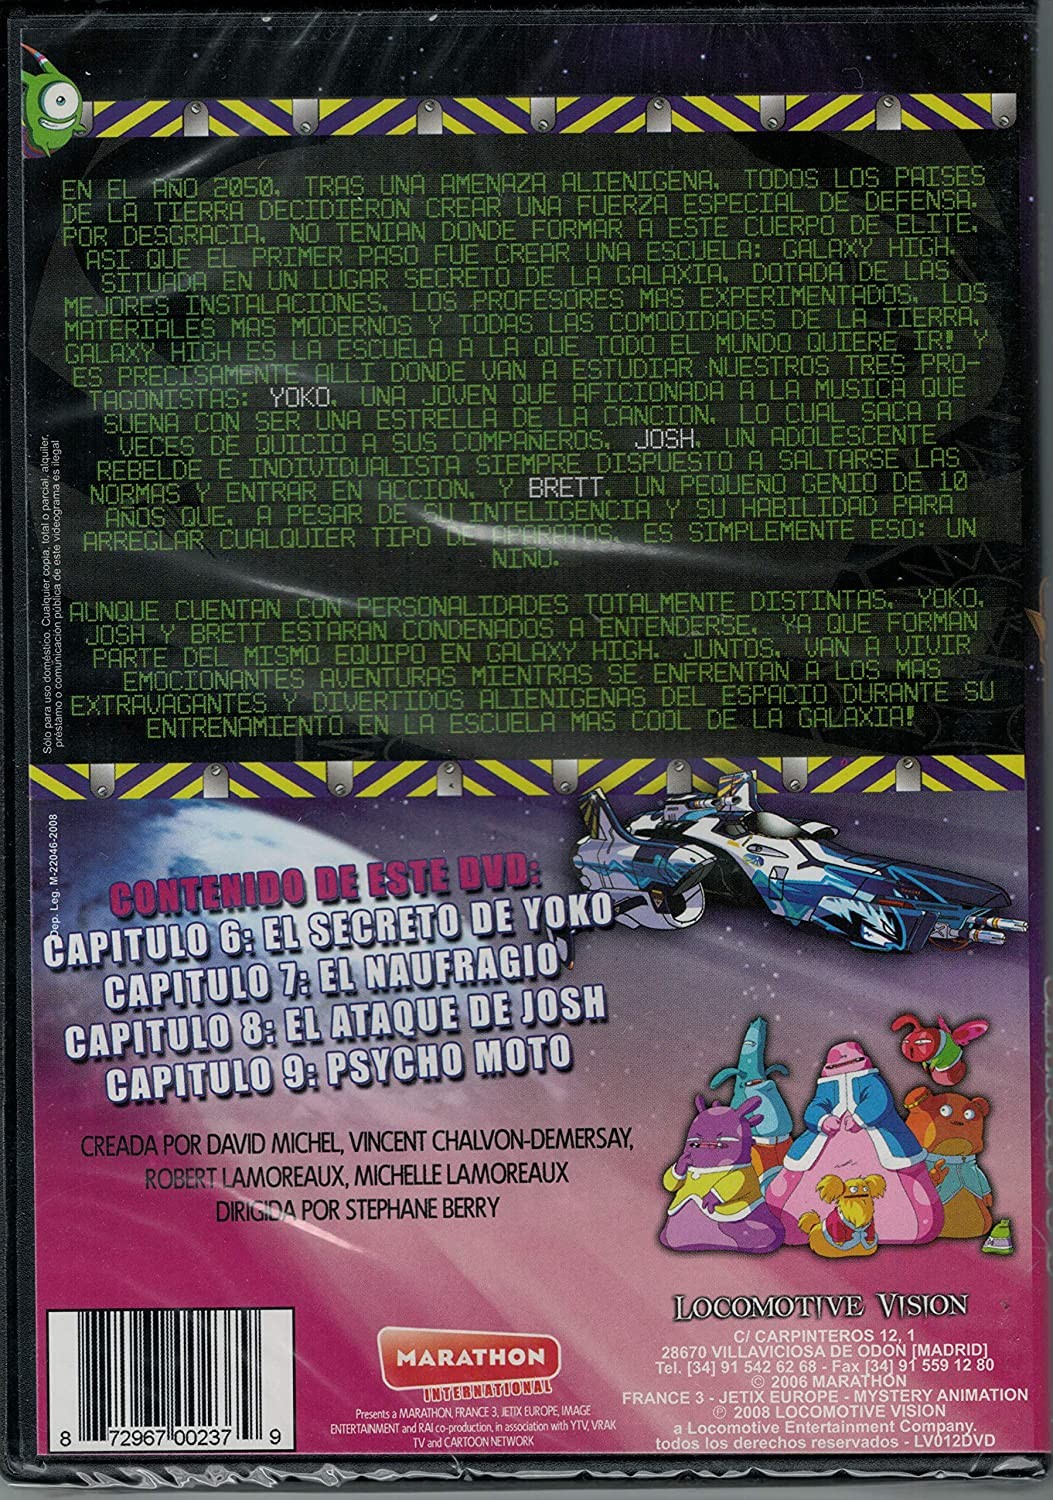 EN EL AÑO 2050, TRAS UNA AMENAZA ALIENIGENA, TODOS LOS PAISES
DE LA TIERRA DECIDIERON CREAR UNA FUERZA ESPECIAL DE DEFENSA.
POR DESGRACIA, NO TENIAN DONDE FORMAR A ESTE CUERPO DE ELITE,
ASI QUE EL PRIMER PASO FUE CREAR UNA ESCUELA: GALAXY HIGH,
SITUADA EN UN LUGAR SECRETO DE LA GALAXIA, DOTADA DE LAS
MEJORES INSTALACIONES, LOS PROFESORES MAS EXPERIMENTADOS, LOS
MATERIALES MAS MODERNOS Y TODAS LAS COMODIDADES DE LA TIERRA,
GALAXY HIGH ES LA ESCUELA A LA QUE TODO EL MUNDO QUIERE IR! Y
ES PRECISAMENTE ALLI DONDE VAN A ESTUDIAR NUESTROS TRES PRO-
TAGONISTAS: YOKO, UNA JOVEN QUE AFICIONADA A LA MUSICA QUE
SUENA CON SER UNA ESTRELLA DE LA CANCION, LO CUAL SACA A
VECES DE QUICIO A SUS COMPAÑEROS, JOSH, UN ADOLESCENTE
REBELDE E INDIVIDUALISTA SIEMPRE DISPUESTO A SALTARSE LAS
NORMAS Y ENTRAR EN ACCION, Y BRETT, UN PEQUEÑO GENIO DE 10
AÑOS QUE, A PESAR DE SU INTELIGENCIA Y SU HABILIDAD PARA
ARREGLAR CUALQUIER TIPO DE APARATOS, ES SIMPLEMENTE ESO: UN
NIÑO.
AUNQUE CUENTAN CON PERSONALIDADES TOTALMENTE DISTINTAS, YOKO,
JOSH Y BRETT ESTARAN CONDENADOS A ENTENDERSE, YA QUE FORMAN
PARTE DEL MISMO EQUIPO EN GALAXY HIGH. JUNTOS, VAN A VIVIR
EMOCIONANTES AVENTURAS MIENTRAS SE ENFRENTAN A LOS MAS
EXTRAVAGANTES Y DIVERTIDOS ALIENIGENAS DEL ESPACIO DURANTE SU
ENTRENAMIENTO EN LA ESCUELA MAS COOL DE LA GALAXIA!
Sólo para uso doméstico. Cualquier copia, total o parcial, alquiler,
préstamo o comunicación pública de este videograma es ilegal
Dep. Leg. M-22046-2008
CONTENIDO DE ESTE DVD:
CAPITULO 6: EL SECRETO DE YOKO
CAPITULO 7: EL NAUFRAGIO
CAPITULO 8: EL ATAQUE DE JOSH
CAPITULO 9: PSYCHO MOTO
CREADA POR DAVID MICHEL, VINCENT CHALVON-DEMERSAY,
ROBERT LAMOREAUX, MICHELLE LAMOREAUX
DIRIGIDA POR STEPHANE BERRY
8 72967 00237 9
MARATHON
INTERNATIONAL
Presents a MARATHON, FRANCE 3, JETIX EUROPE, IMAGE
ENTERTAINMENT and RAI co-production, in association with YTV, VRAK
TV and CARTOON NETWORK
LOCOMOTIVE VISION
C/ CARPINTEROS 12, 1
28670 VILLAVICIOSA DE ODON [MADRID]
Tel. [34] 91 542 62 68 - Fax [34] 91 559 12 80
© 2006 MARATHON
FRANCE 3 - JETIX EUROPE - MYSTERY ANIMATION
℗ 2008 LOCOMOTIVE VISION
a Locomotive Entertainment Company.
todos los derechos reservados - LV012DVD